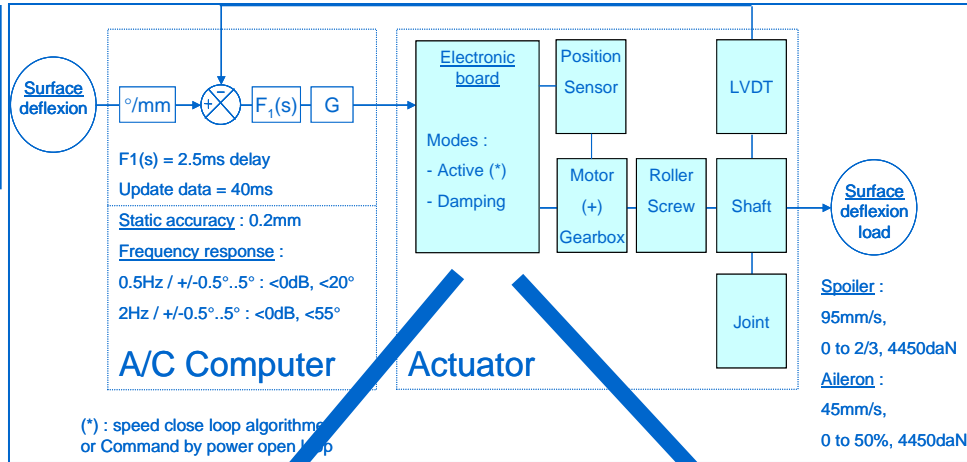 Surface
deflexion
°/mm
+
−
F1(s)
G
F1(s) = 2.5ms delay
Update data = 40ms
Static accuracy : 0.2mm
Frequency response :
0.5Hz / +/-0.5°..5° : <0dB, <20°
2Hz / +/-0.5°..5° : <0dB, <55°
A/C Computer
(*) : speed close loop algorithme
or Command by power open
Electronic
board
Modes :
- Active (*)
- Damping
Position
Sensor
Motor
(+)
Gearbox
Roller
Screw
LVDT
Shaft
Joint
Actuator
Surface
deflexion
load
Spoiler :
95mm/s,
0 to 2/3, 4450daN
Aileron :
45mm/s,
0 to 50%, 4450daN